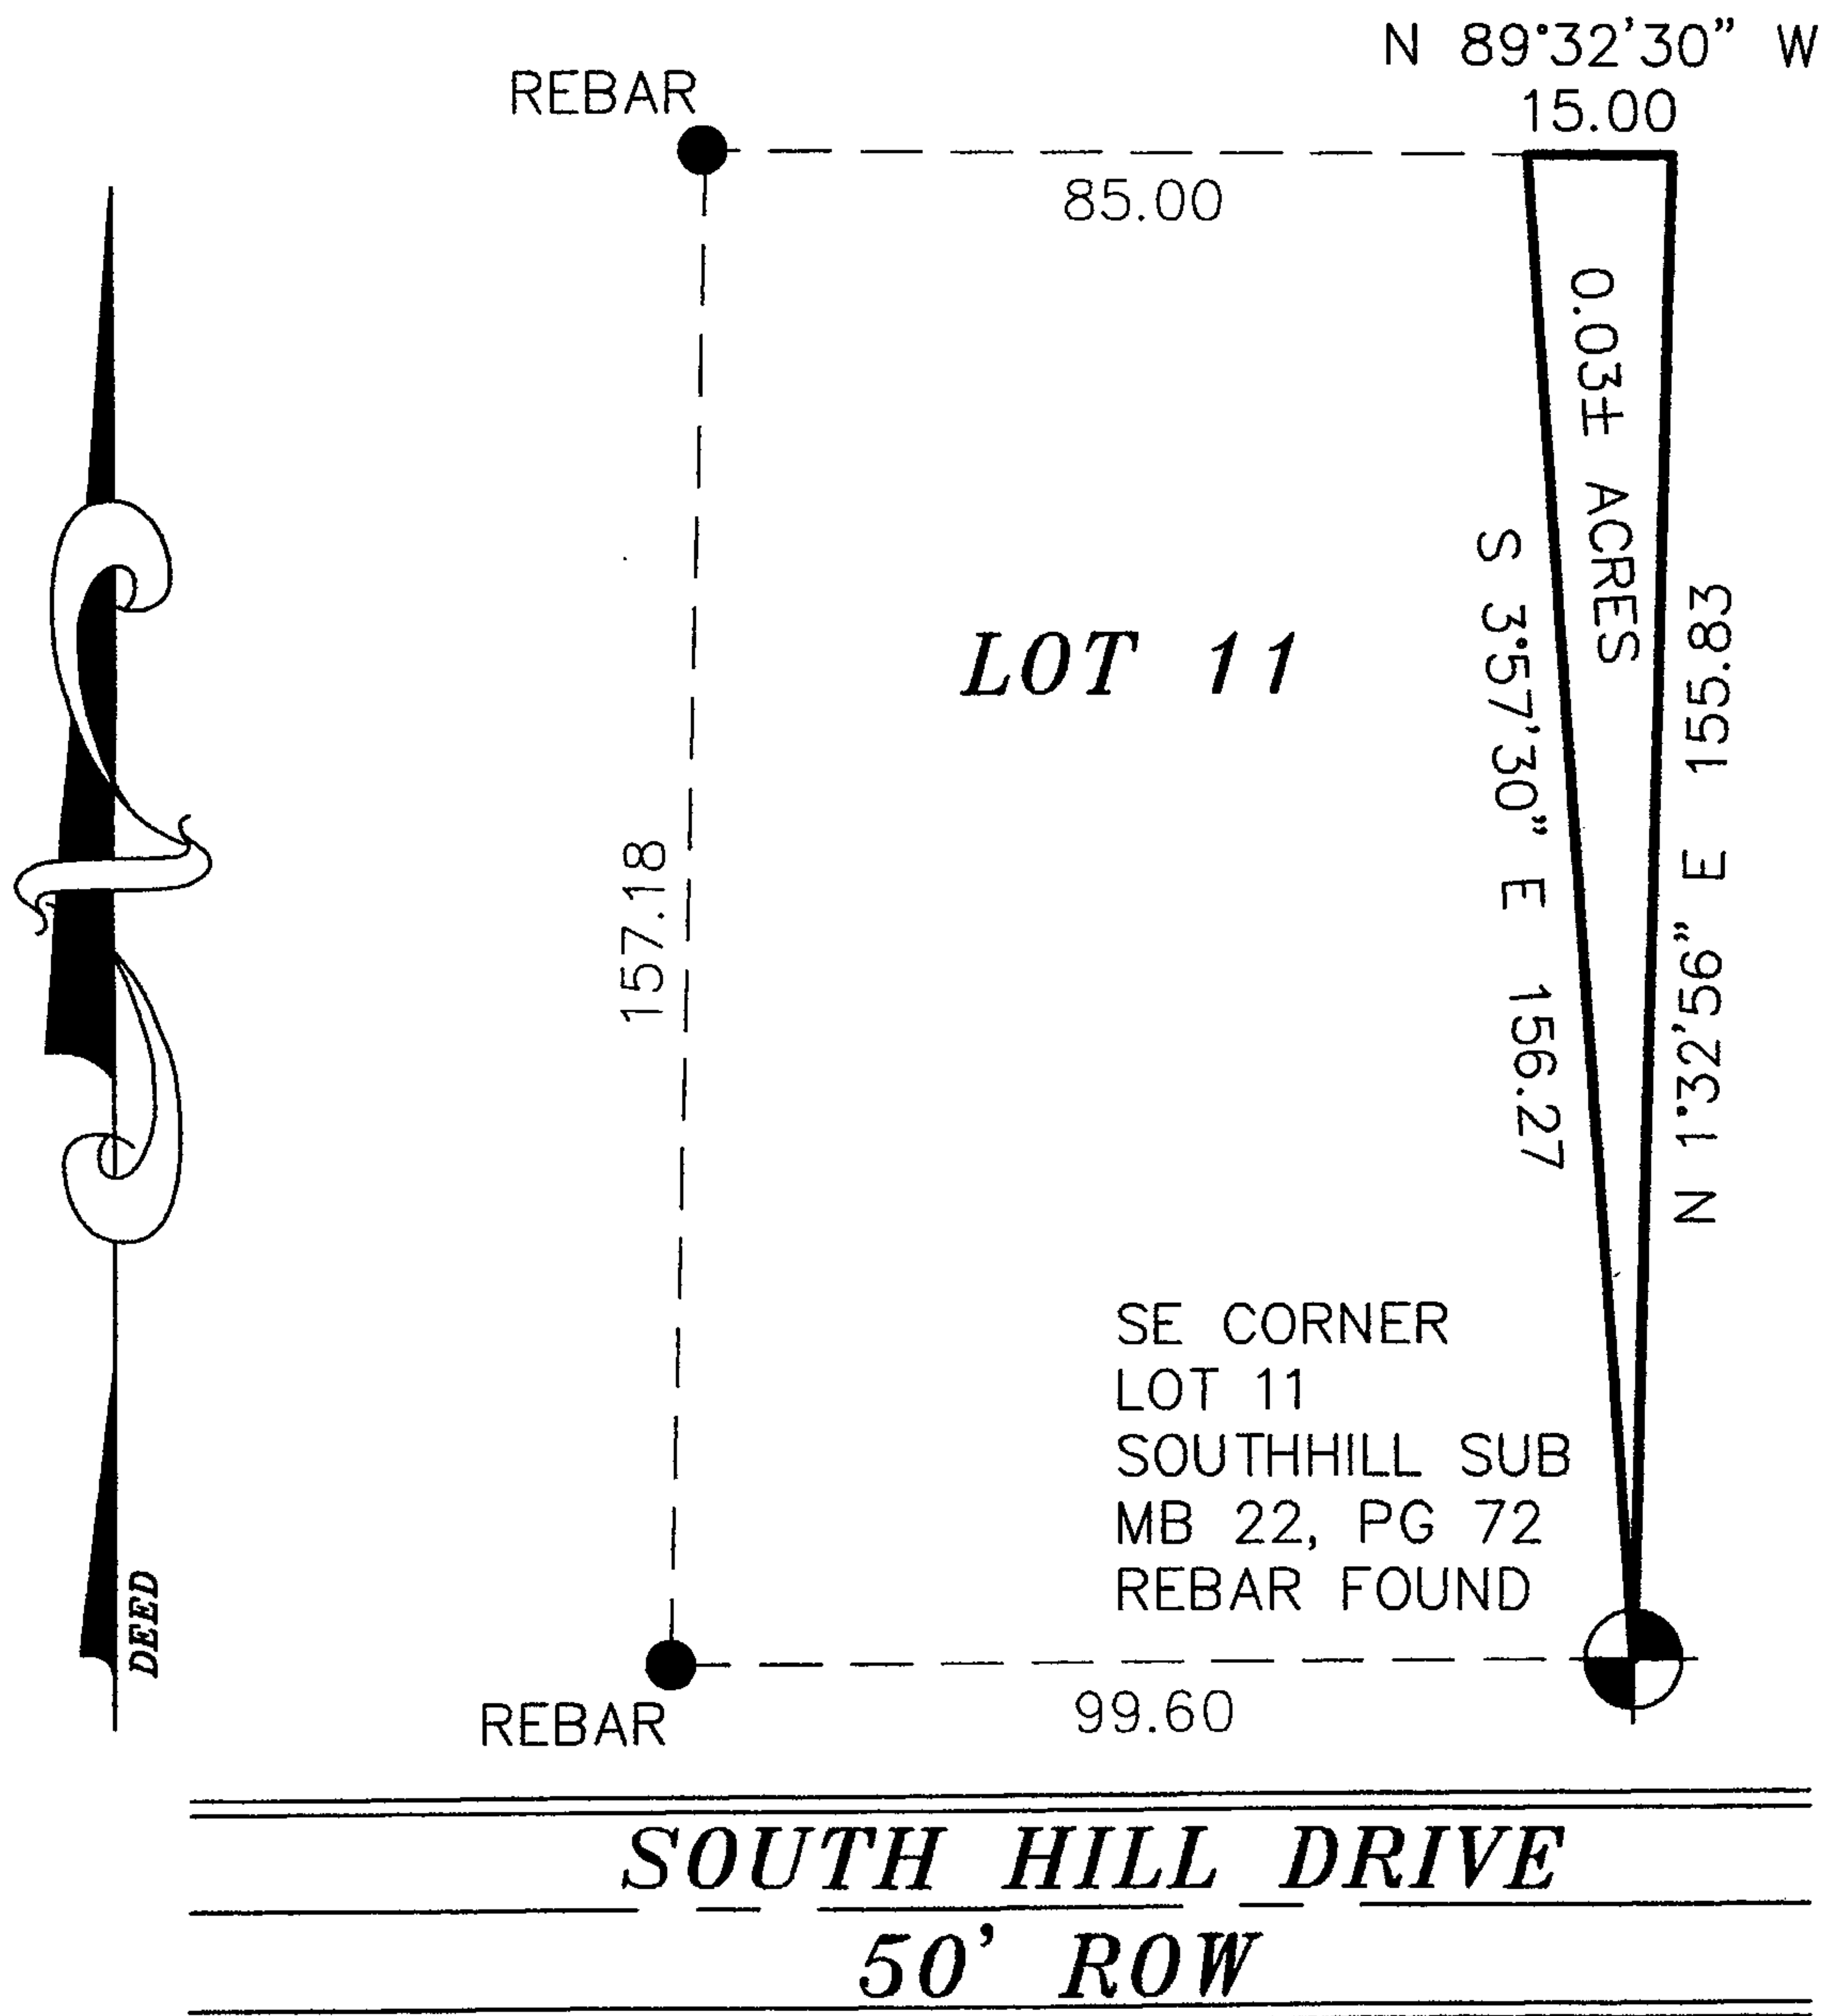 N 89°32'30" W
15.00
REBAR
85.00
0.03± ACRES
S 3°57'30" E 156.27
N 1°32'56" E 155.83
LOT 11
157.18
SE CORNER
LOT 11
SOUTHHILL SUB
MB 22, PG 72
REBAR FOUND
DEED
REBAR
99.60
SOUTH HILL DRIVE
50' ROW